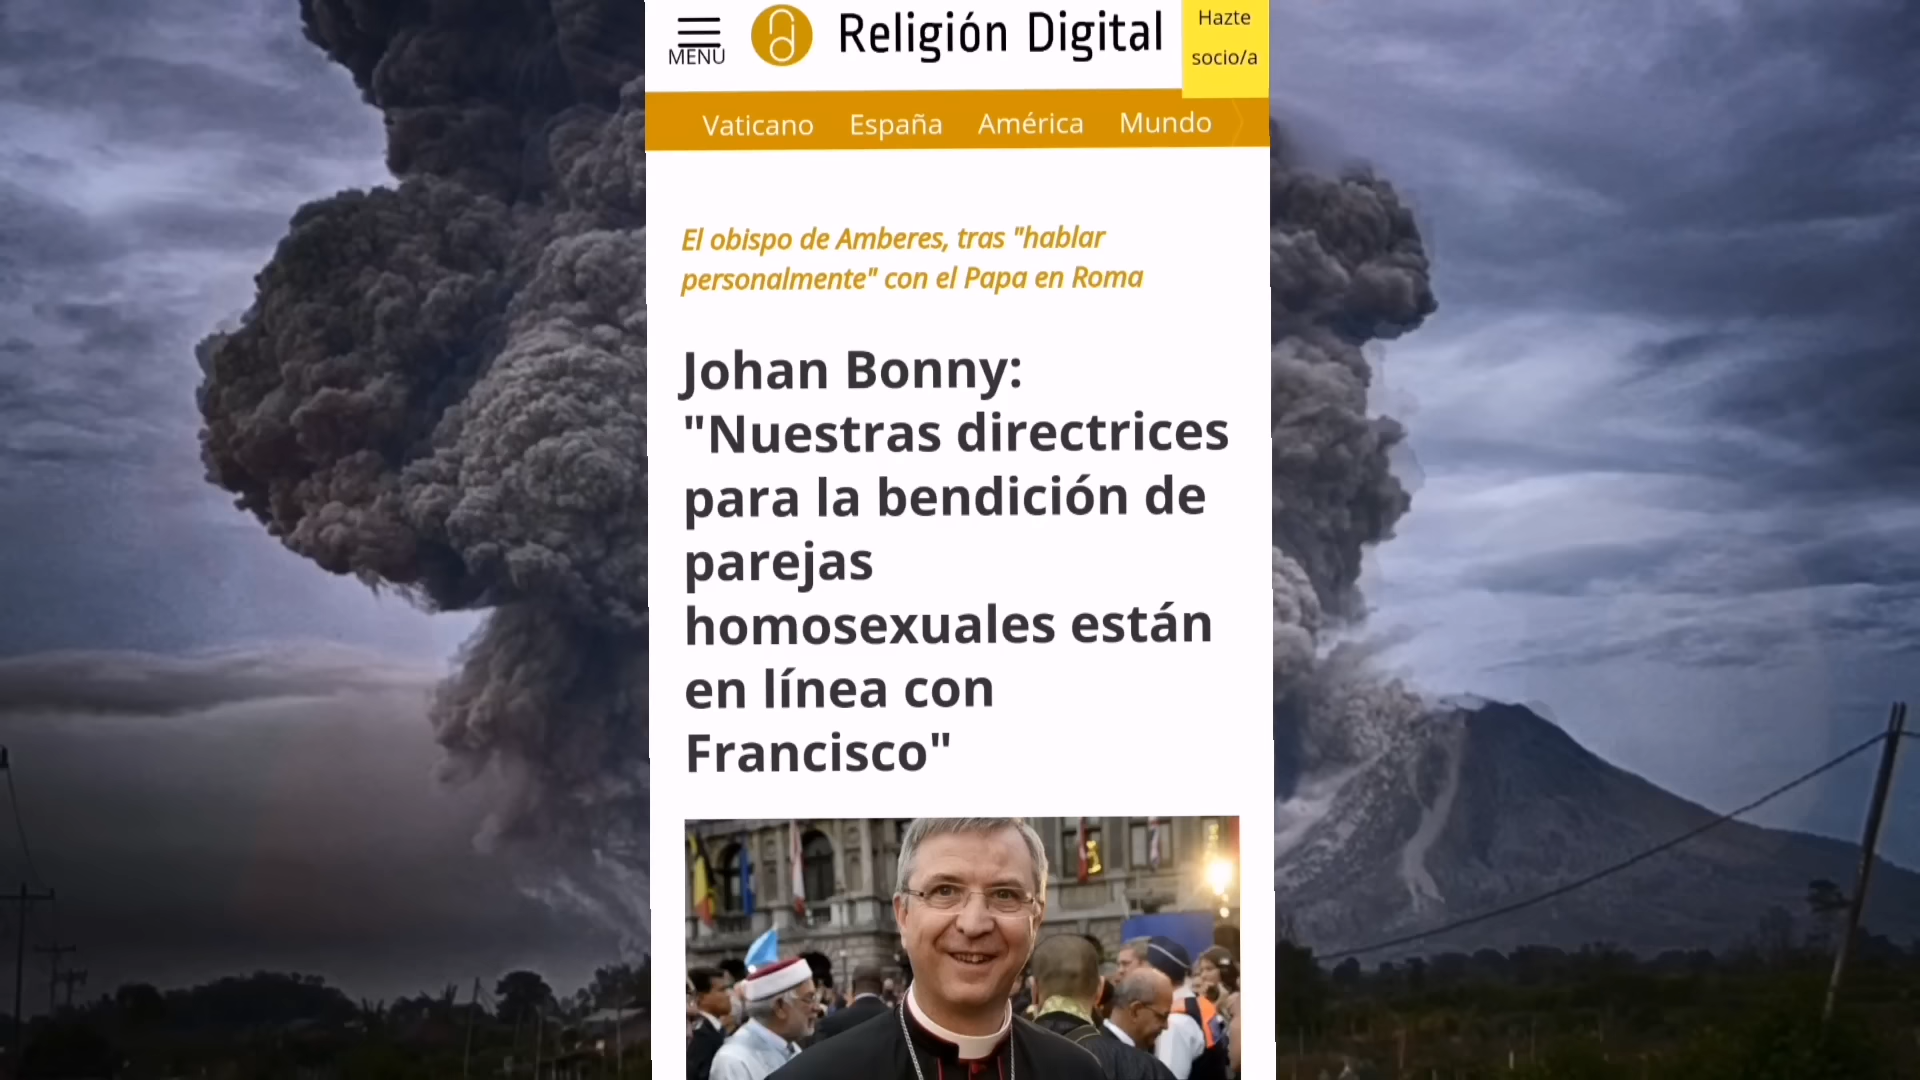 MENU
Religión Digital
Hazte
socio/a
Vaticano España América Mundo
El obispo de Amberes, tras "hablar
personalmente" con el Papa en Roma
Johan Bonny:
"Nuestras directrices
para la bendición de
parejas
homosexuales están
en línea con
Francisco"